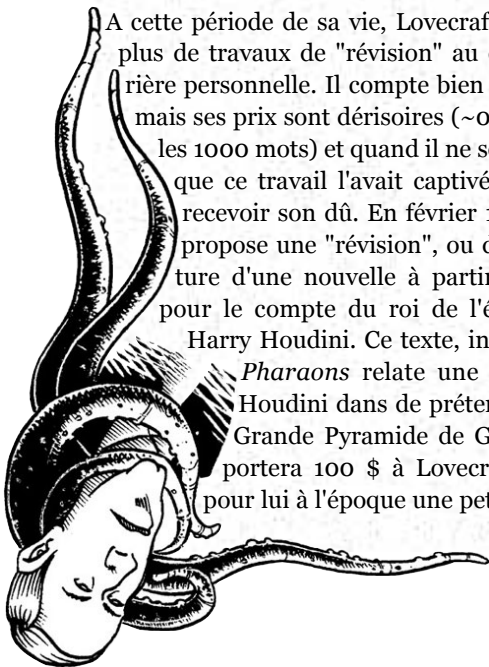 A cette période de sa vie, Lovecraf
plus de travaux de "révision" au
rière personnelle. Il compte bien
mais ses prix sont dérisoires (~0
les 1000 mots) et quand il ne s
que ce travail l'avait captivé
recevoir son dû. En février 1
propose une "révision", ou d
ture d'une nouvelle à partin
pour le compte du roi de l'é
Harry Houdini. Ce texte, in
Pharaons relate une
Houdini dans de préten
Grande Pyramide de G
portera 100 $ à Lovecr
pour lui à l'époque une pet